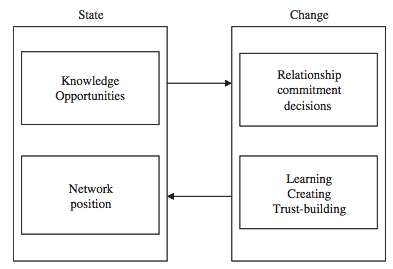 State
Change
Knowledge
Opportunities
Relationship
commitment
decisions
Network
position
Learning
Creating
Trust-building